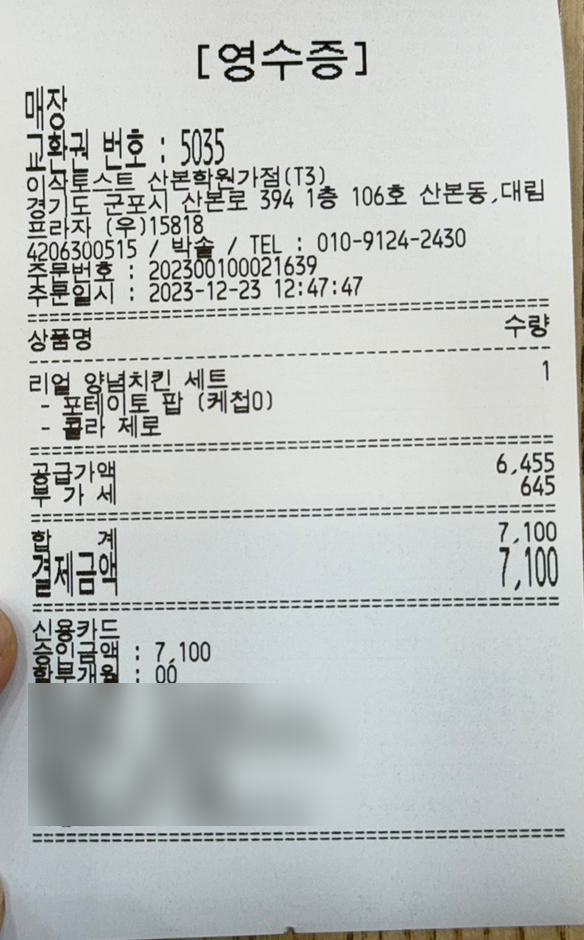 [영수증]
매장
교환권 번호 : 5035
이삭토스트 산본학원가점(T3)
경기도 군포시 산본로 394 1층 106호 산본동,대림
프라자 (우)15818
4206300515 / 박솔 / TEL : 010-9124-2430
주문번호 : 202300100021639
주문일시 : 2023-12-23 12:47:47
상품명 수량
리얼 양념치킨 세트 1
- 포테이토 팝 (케첩0)
- 콜라 제로
공급가액 6,455
부 가 세 645
합 계 7,100
결제금액 7,100
신용카드
승인금액 : 7,100
할부개월 : 00